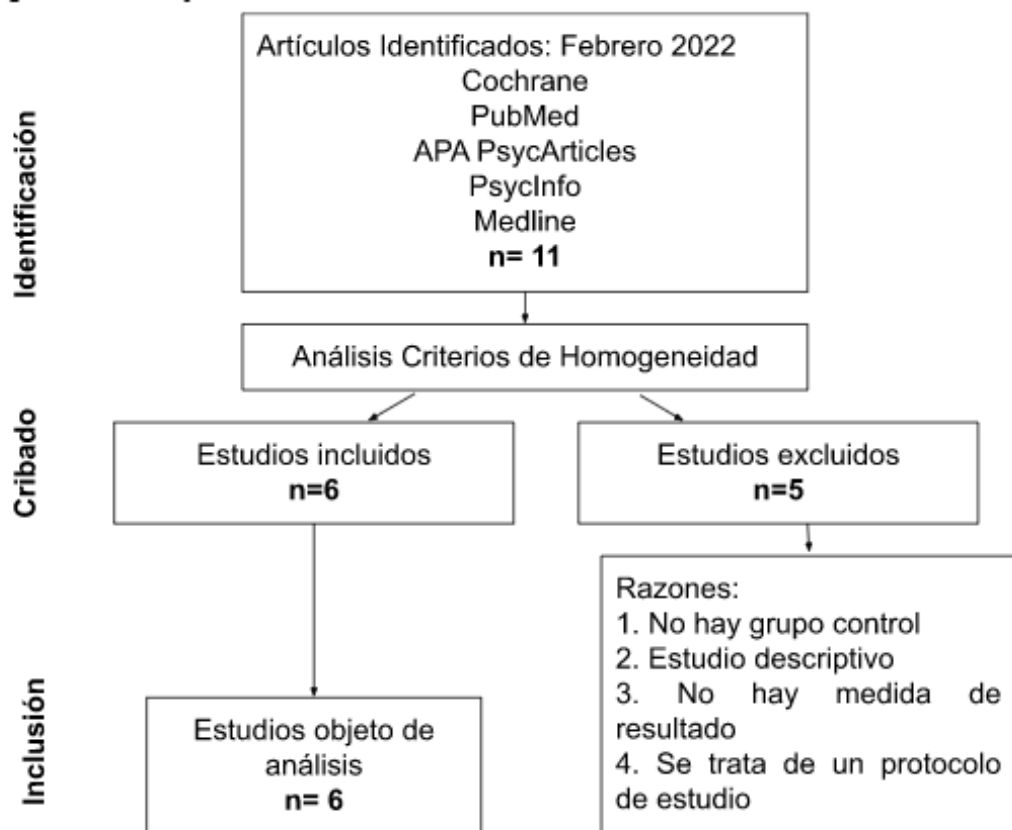 Identificación
Artículos Identificados: Febrero 2022
Cochrane
PubMed
APA PsycArticles
PsycInfo
Medline
n= 11
Análisis Criterios de Homogeneidad
Cribado
Estudios incluidos
n=6
Estudios excluidos
n=5
Razones:
1. No hay grupo control
2. Estudio descriptivo
3. No hay medida de
resultado
4. Se trata de un protocolo
de estudio
Inclusión
Estudios objeto de
análisis
n= 6